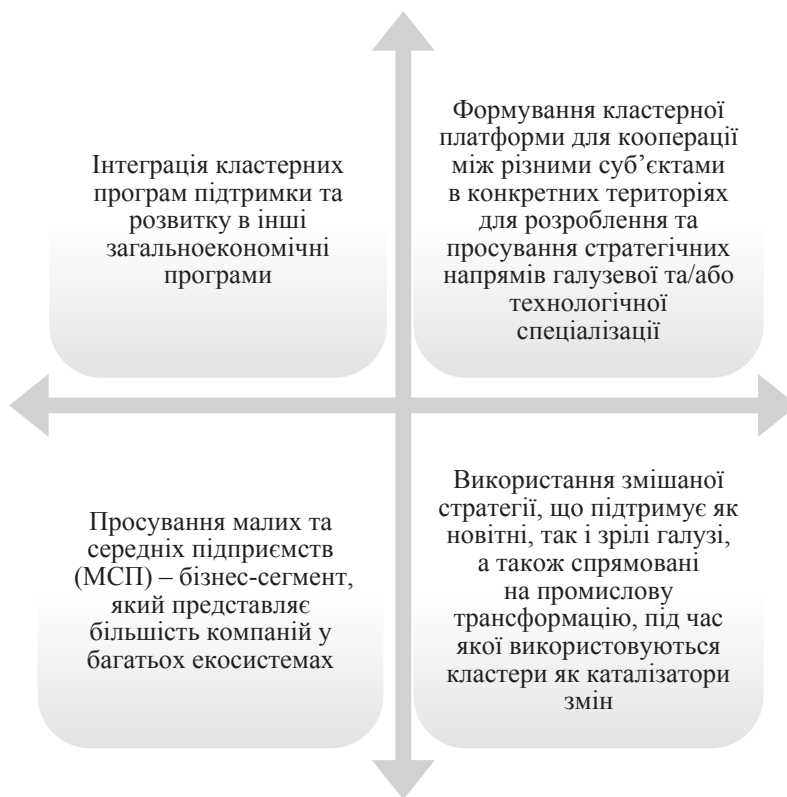 Інтеграція кластерних
програм підтримки та
розвитку в інші
загальноекономічні
програми
Формування кластерної
платформи для кооперації
між різними суб’єктами
в конкретних територіях
для розроблення та
просування стратегічних
напрямів галузевої та/або
технологічної
спеціалізації
Просування малих та
середніх підприємств
(МСП) – бізнес-сегмент,
який представляє
більшість компаній у
багатьох екосистемах
Використання змішаної
стратегії, що підтримує як
новітні, так і зрілі галузі,
а також спрямовані
на промислову
трансформацію, під час
якої використовуються
кластери як каталізатори
змін